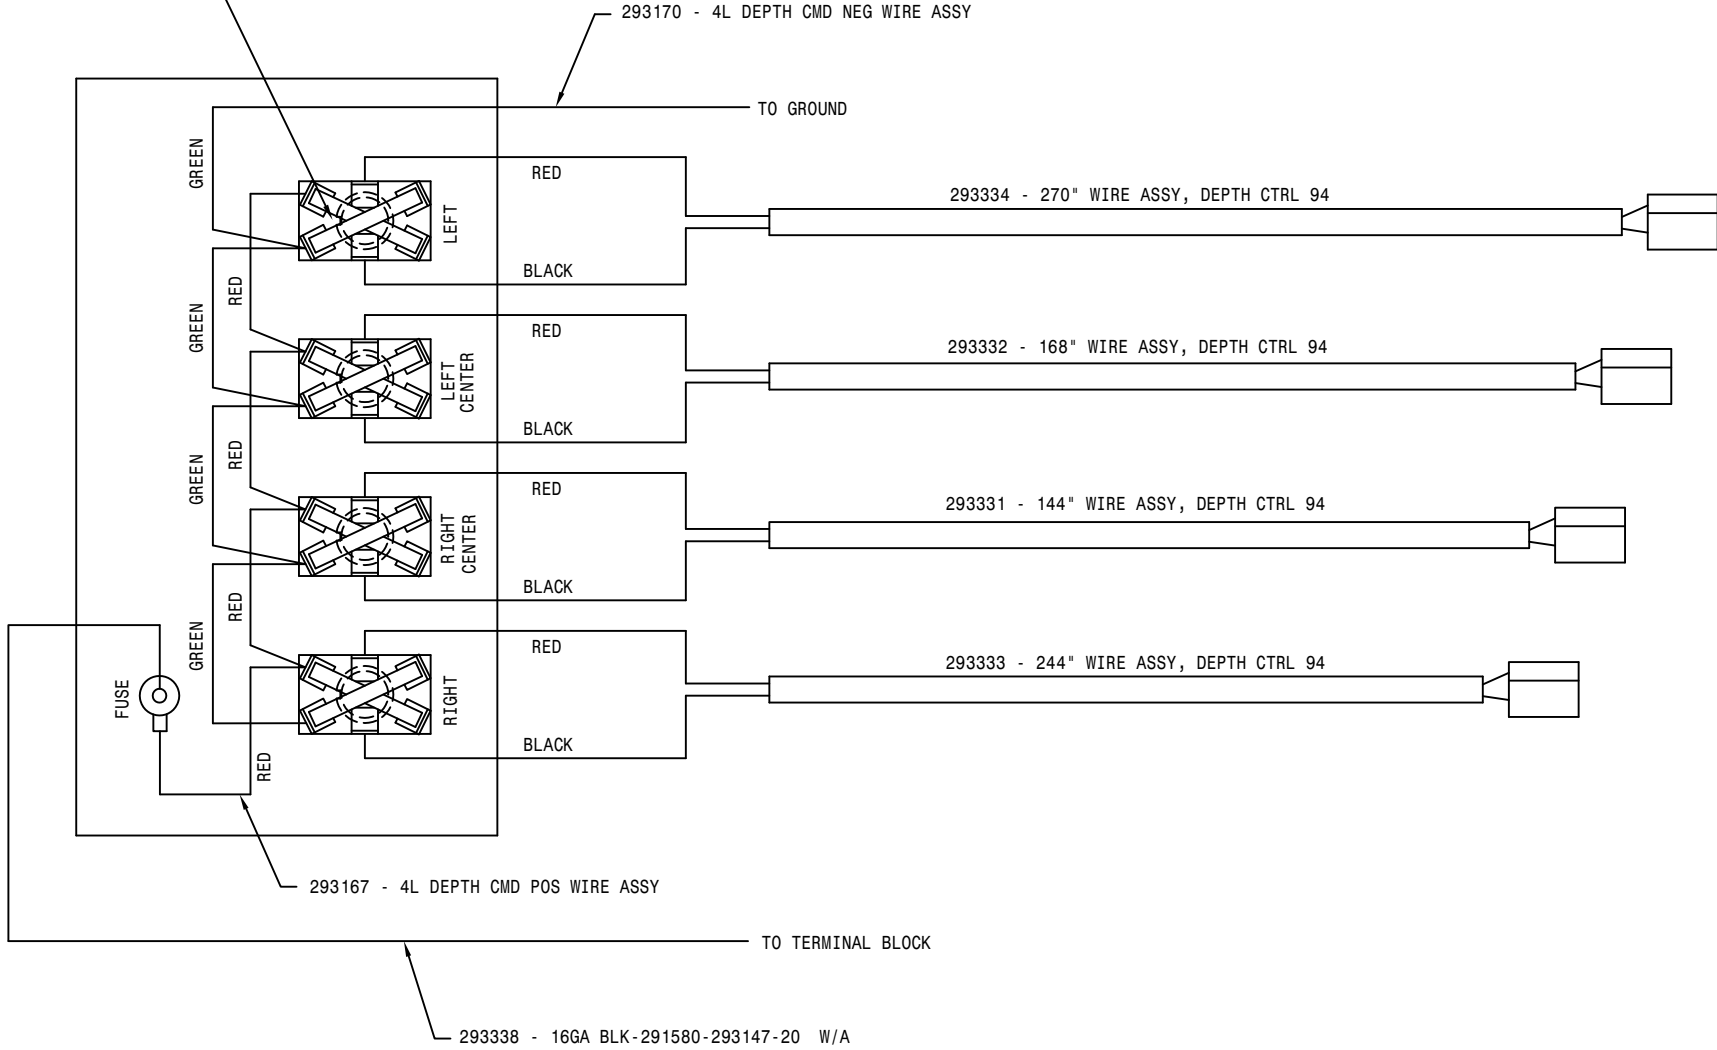 293170 - 4L DEPTH CMD NEG WIRE ASSY
TO GROUND
GREEN
RED
LEFT
293334 - 270" WIRE ASSY, DEPTH CTRL 94
BLACK
RED
GREEN
RED
LEFT
CENTER
293332 - 168" WIRE ASSY, DEPTH CTRL 94
BLACK
RED
GREEN
RED
RIGHT
CENTER
293331 - 144" WIRE ASSY, DEPTH CTRL 94
BLACK
RED
GREEN
RED
FUSE
RIGHT
293333 - 244" WIRE ASSY, DEPTH CTRL 94
BLACK
RED
293167 - 4L DEPTH CMD POS WIRE ASSY
TO TERMINAL BLOCK
293338 - 16GA BLK-291580-293147-20 W/A